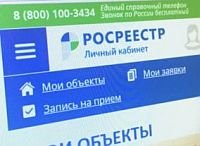 8 (800) 100-3434
Единый справочный телефон
Звонок по России бесплатный
РОСРЕЕСТР
Личный кабинет
Мои объекты
Мои заявки
Запись на прием
МОИ ОБЪЕКТЫ